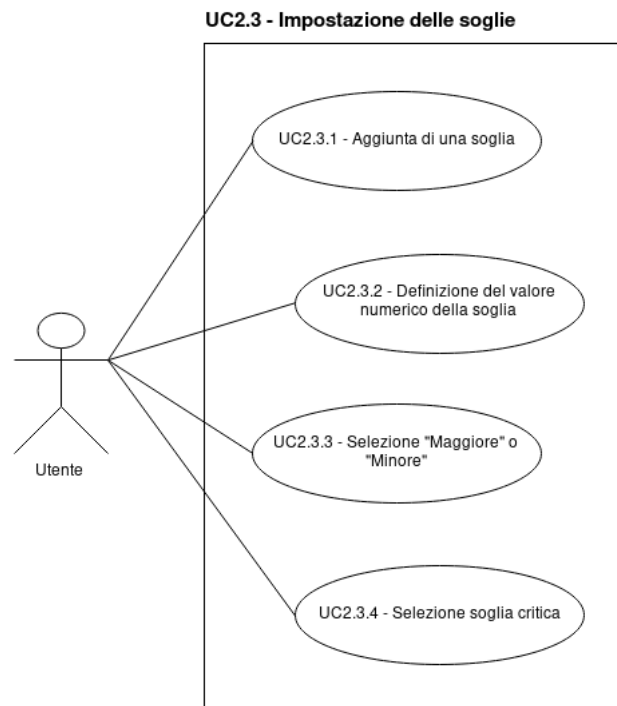 UC2.3 - Impostazione delle soglie
UC2.3.1 - Aggiunta di una soglia
UC2.3.2 - Definizione del valore
numerico della soglia
UC2.3.3 - Selezione "Maggiore" o
"Minore"
Utente
UC2.3.4 - Selezione soglia critica